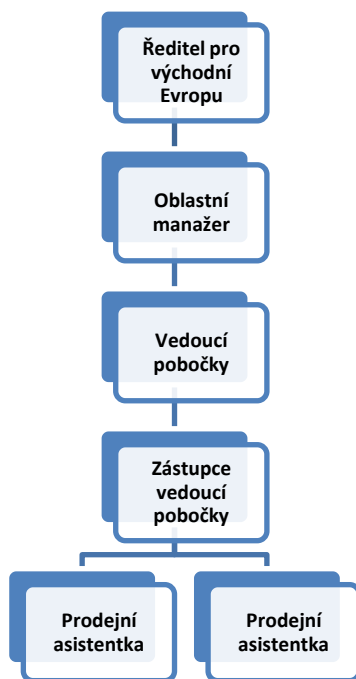 Ředitel pro
východní
Evropu
Oblastní
manažer
Vedoucí
pobočky
Zástupce
vedoucí
pobočky
Prodejní
asistentka
Prodejní
asistentka